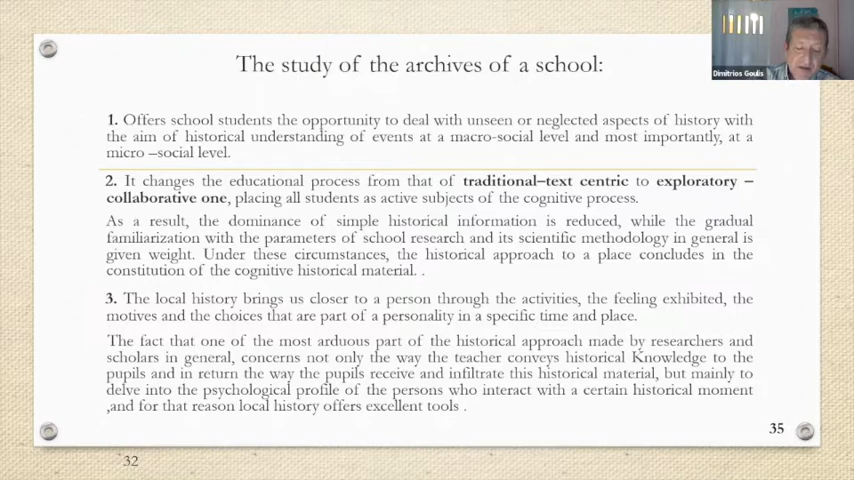 The study of the archives of a school:
Dimitrios Goulis
1. Offers school students the opportunity to deal with unseen or neglected aspects of history with
the aim of historical understanding of events at a macro-social level and most importantly, at a
micro –social level.
2. It changes the educational process from that of traditional–text centric to exploratory –
collaborative one, placing all students as active subjects of the cognitive process.
As a result, the dominance of simple historical information is reduced, while the gradual
familiarization with the parameters of school research and its scientific methodology in general is
given weight. Under these circumstances, the historical approach to a place concludes in the
constitution of the cognitive historical material. .
3. The local history brings us closer to a person through the activities, the feeling exhibited, the
motives and the choices that are part of a personality in a specific time and place.
The fact that one of the most arduous part of the historical approach made by researchers and
scholars in general, concerns not only the way the teacher conveys historical Knowledge to the
pupils and in return the way the pupils receive and infiltrate this historical material, but mainly to
delve into the psychological profile of the persons who interact with a certain historical moment
,and for that reason local history offers excellent tools .
35
32